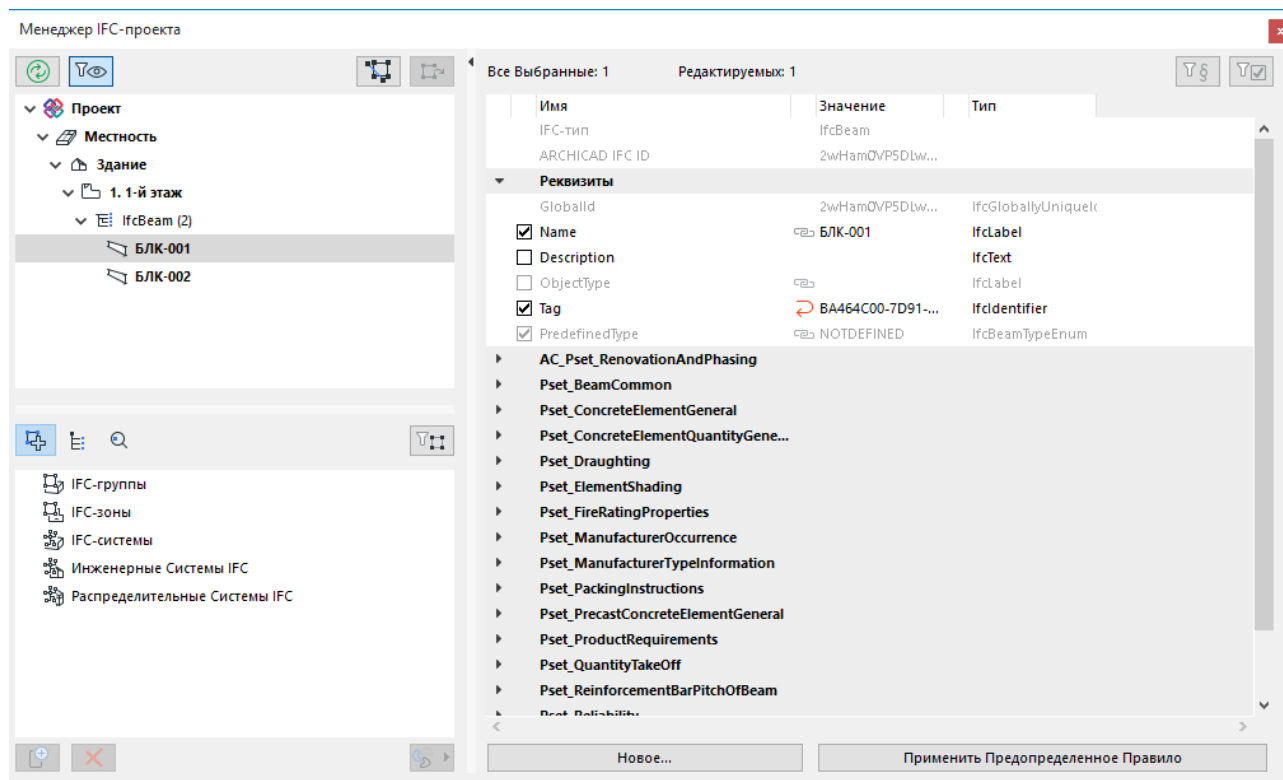 Менеджер IFC-проекта
Проект
Местность
Здание
1. 1-й этаж
IfcBeam (2)
БЛК-001
БЛК-002
IFC-группы
IFC-зоны
IFC-системы
Инженерные Системы IFC
Распределительные Системы IFC
Все Выбранные: 1 Редактируемых: 1
Имя Значение Тип
IFC-тип IfcBeam
ARCHICAD IFC ID 2wHam0VP5DLw...
Реквизиты
GlobalId 2wHam0VP5DLw... IfcGloballyUniqueI
Name БЛК-001 IfcLabel
Description IfcText
ObjectType IfcLabel
Tag BA464C00-7D91-... IfcIdentifier
PredefinedType NOTDEFINED IfcBeamTypeEnum
AC_Pset_RenovationAndPhasing
Pset_BeamCommon
Pset_ConcreteElementGeneral
Pset_ConcreteElementQuantityGene...
Pset_Draughting
Pset_ElementShading
Pset_FireRatingProperties
Pset_ManufacturerOccurrence
Pset_ManufacturerTypeInformation
Pset_PackingInstructions
Pset_PrecastConcreteElementGeneral
Pset_ProductRequirements
Pset_QuantityTakeOff
Pset_ReinforcementBarPitchOfBeam
Pset_Reliability
Новое... Применить Предопределенное Правило